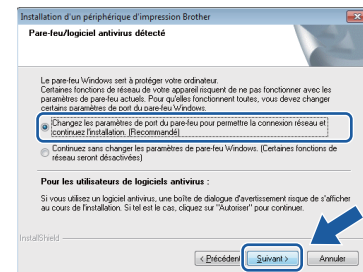 Installation d'un périphérique d'impression Brother
Pare-feu/logiciel antivirus détecté
Le pare-feu Windows sert à protéger votre ordinateur.
Certaines fonctions de réseau de votre appareil risquent de ne pas fonctionner avec les
paramètres de pare-feu actuels. Pour qu'elles fonctionnent toutes, vous devez changer
certains paramètres de port du pare-feu Windows.
Changez les paramètres de port du pare-feu pour permettre la connexion réseau et
continuez l'installation. (Recommandé)
Continuez sans changer les paramètres de pare-feu Windows. (Certaines fonctions de
réseau seront désactivées)
Pour les utilisateurs de logiciels antivirus :
Si vous utilisez un logiciel antivirus, une boîte de dialogue d'avertissement risque de s'afficher
au cours de l'installation. Si tel est le cas, cliquez sur "Autoriser" pour continuer.
InstallShield
< Précédent Suivant > Annuler